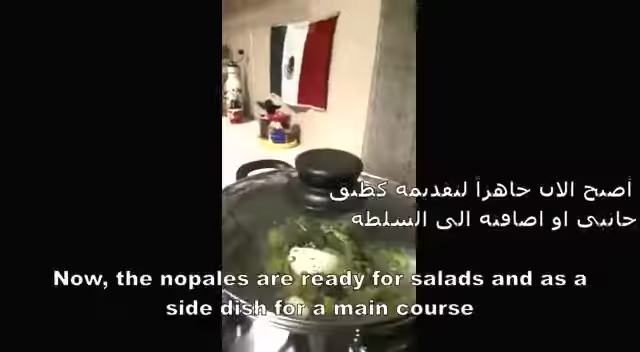 أصبح الان جاهزاً لتقديمه كطبق
جانبي او اضافته الى السلطه
Now, the nopales are ready for salads and as a
side dish for a main course